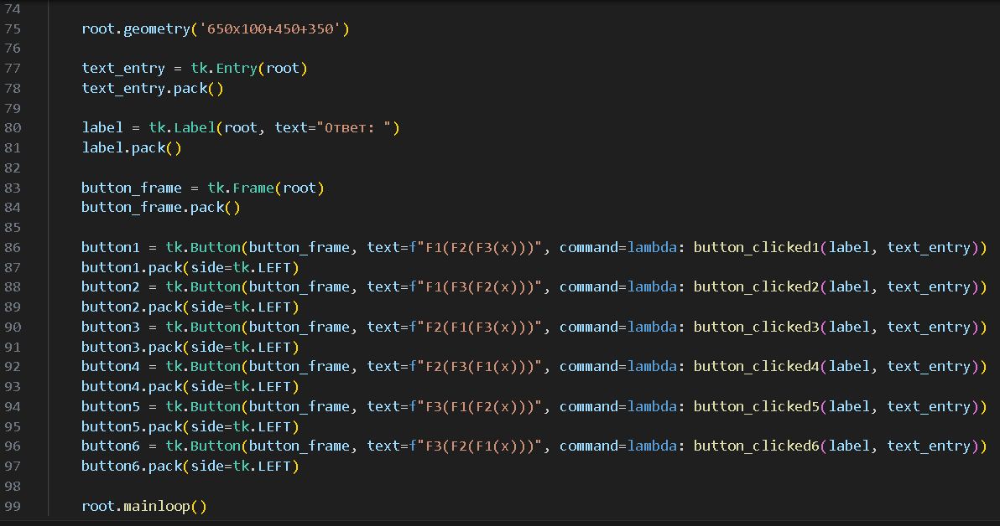 74
75 root.geometry('650x100+450+350')
76
77 text_entry = tk.Entry(root)
78 text_entry.pack()
79
80 label = tk.Label(root, text="Ответ: ")
81 label.pack()
82
83 button_frame = tk.Frame(root)
84 button_frame.pack()
85
86 button1 = tk.Button(button_frame, text=f"F1(F2(F3(x)))", command=lambda: button_clicked1(label, text_entry))
87 button1.pack(side=tk.LEFT)
88 button2 = tk.Button(button_frame, text=f"F1(F3(F2(x)))", command=lambda: button_clicked2(label, text_entry))
89 button2.pack(side=tk.LEFT)
90 button3 = tk.Button(button_frame, text=f"F2(F1(F3(x)))", command=lambda: button_clicked3(label, text_entry))
91 button3.pack(side=tk.LEFT)
92 button4 = tk.Button(button_frame, text=f"F2(F3(F1(x)))", command=lambda: button_clicked4(label, text_entry))
93 button4.pack(side=tk.LEFT)
94 button5 = tk.Button(button_frame, text=f"F3(F1(F2(x)))", command=lambda: button_clicked5(label, text_entry))
95 button5.pack(side=tk.LEFT)
96 button6 = tk.Button(button_frame, text=f"F3(F2(F1(x)))", command=lambda: button_clicked6(label, text_entry))
97 button6.pack(side=tk.LEFT)
98
99 root.mainloop()